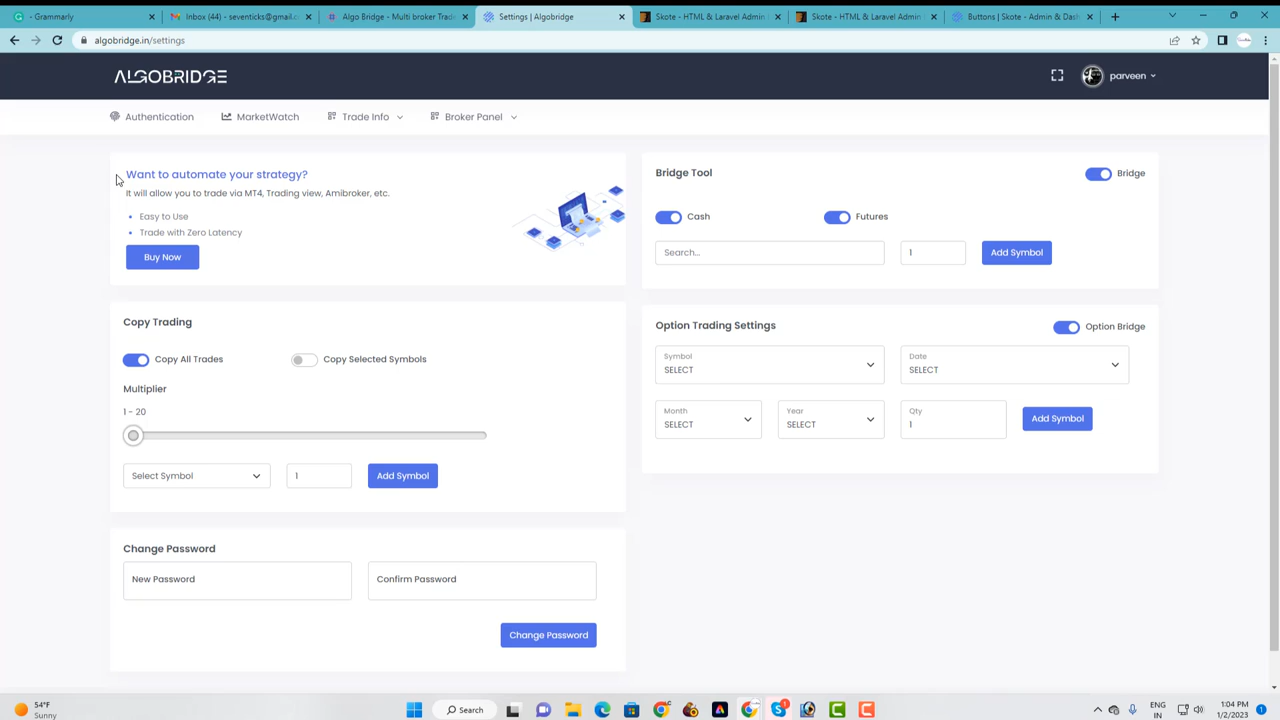 - Grammarly
Inbox (44) - seventicks@gmail.c
Algo Bridge - Multi broker Trade
Settings | Algobridge
Skote - HTML & Laravel Admin
Skote - HTML & Laravel Admin
Buttons | Skote - Admin & Dash
algobridge.in/settings
ALGOBRIDGE
parveen
Authentication
MarketWatch
Trade Info
Broker Panel
Want to automate your strategy?
It will allow you to trade via MT4, Trading view, Amibroker, etc.
• Easy to Use
• Trade with Zero Latency
Buy Now
Bridge Tool
Bridge
Cash
Futures
Search...
1
Add Symbol
Copy Trading
Copy All Trades
Copy Selected Symbols
Multiplier
1 - 20
Select Symbol
1
Add Symbol
Option Trading Settings
Option Bridge
Symbol
SELECT
Date
SELECT
Month
SELECT
Year
SELECT
Qty
1
Add Symbol
Change Password
New Password
Confirm Password
Change Password
54°F
Sunny
Search
ENG
IN
1:04 PM
1/2/2023